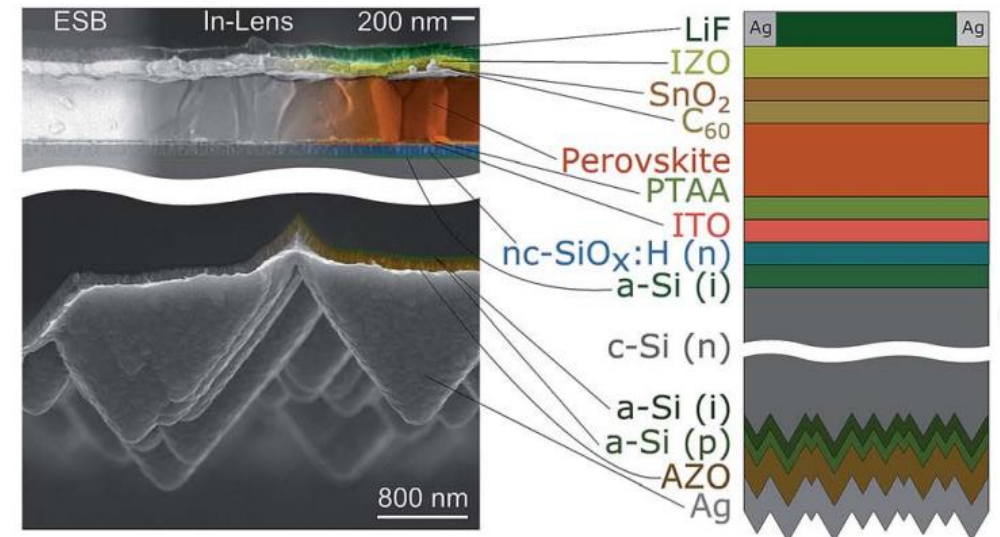 ESB In-Lens 200 nm
LiF
Ag Ag
IZO
SnO₂
C₆₀
Perovskite
PTAA
ITO
nc-SiOₓ:H (n)
a-Si (i)
c-Si (n)
a-Si (i)
a-Si (p)
AZO
Ag
800 nm